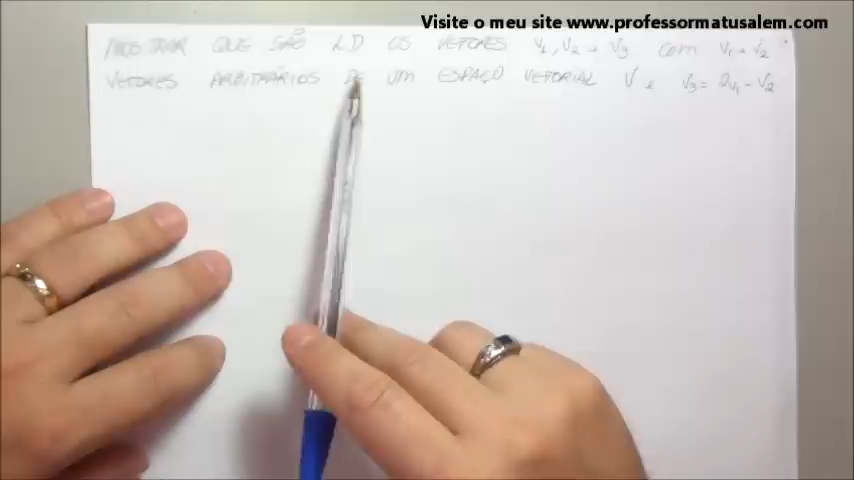 Visite o meu site www.professormatusalem.com
MOSTRAR QUE SÃO LD OS VETORES V1, V2 e V3 com V1 e V2
VETORES ARBITRÁRIOS DE UM ESPAÇO VETORIAL V e V3 = 2V1 - V2